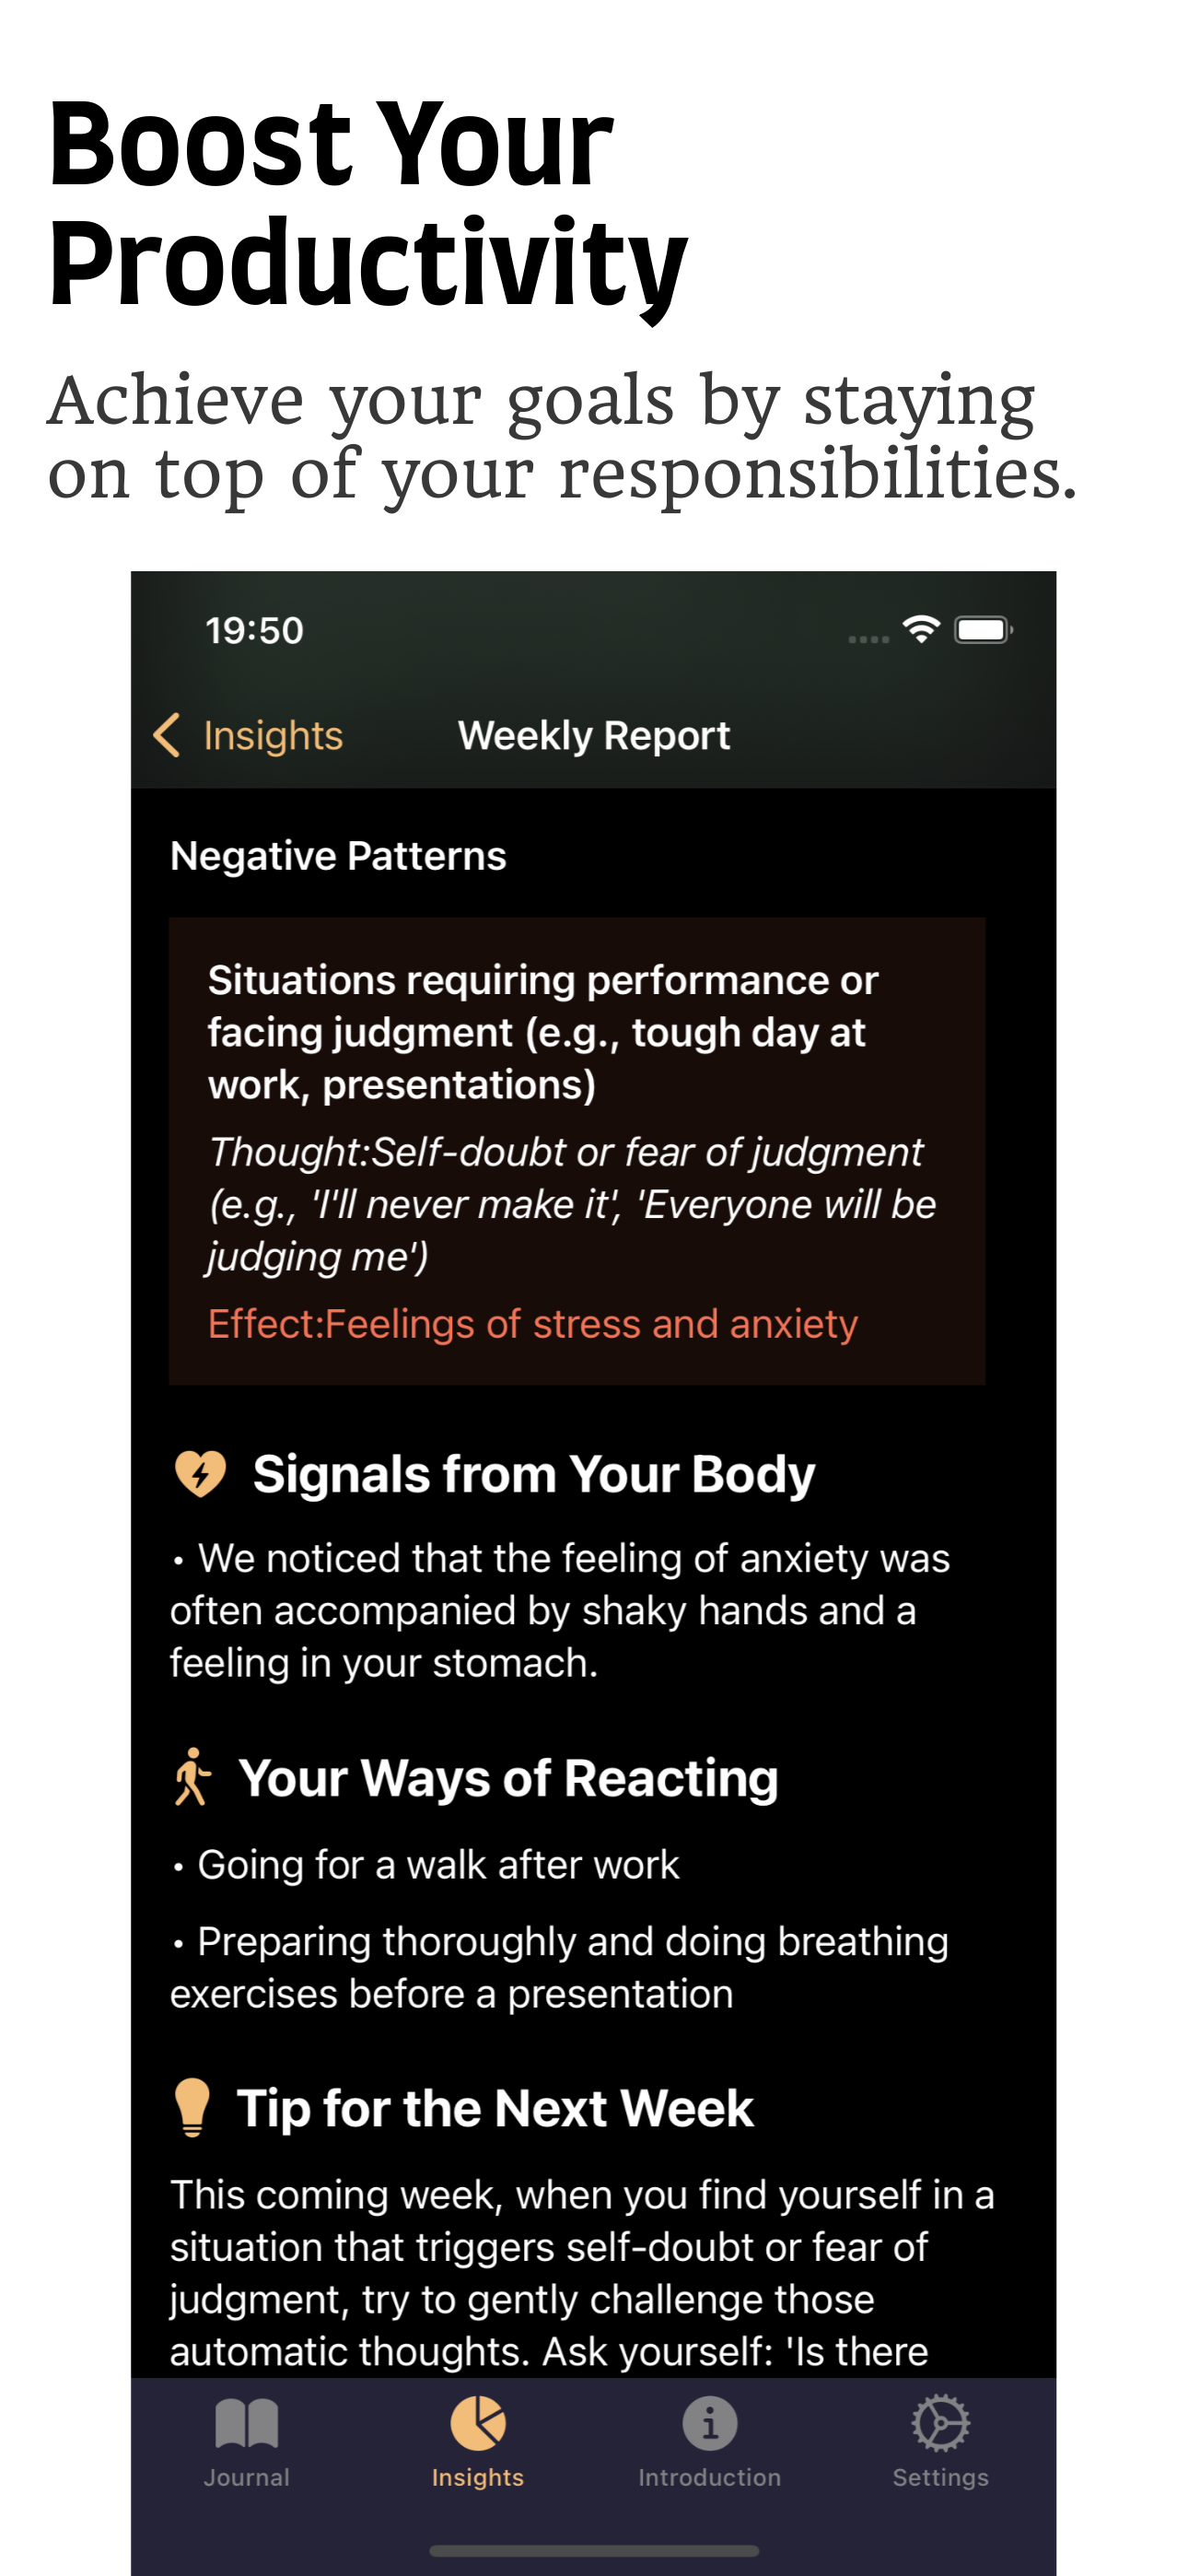 Boost Your
Productivity
Achieve your goals by staying
on top of your responsibilities.
19:50
Insights
Weekly Report
Negative Patterns
Situations requiring performance or
facing judgment (e.g., tough day at
work, presentations)
Thought:Self-doubt or fear of judgment
(e.g., 'I'll never make it', 'Everyone will be
judging me')
Effect:Feelings of stress and anxiety
Signals from Your Body
• We noticed that the feeling of anxiety was
often accompanied by shaky hands and a
feeling in your stomach.
Your Ways of Reacting
• Going for a walk after work
• Preparing thoroughly and doing breathing
exercises before a presentation
Tip for the Next Week
This coming week, when you find yourself in a
situation that triggers self-doubt or fear of
judgment, try to gently challenge those
automatic thoughts. Ask yourself: 'Is there
Journal
Insights
Introduction
Settings